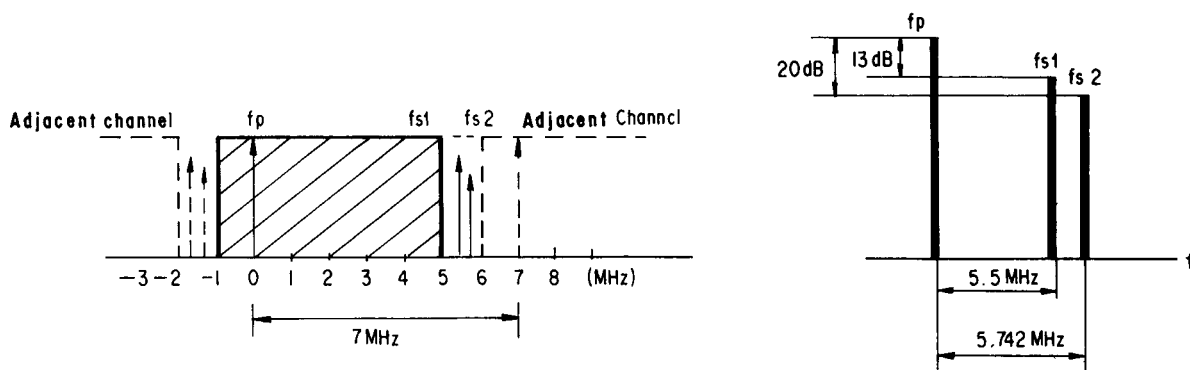 Adjacent channel
fp
fs1
fs 2
Adjacent Channcl
-3 -2 -1 0 1 2 3 4 5 6 7 8 (MHz)
7 MHz
fp
20 dB
13 dB
fs1
fs 2
f
5.5 MHz
5.742 MHz